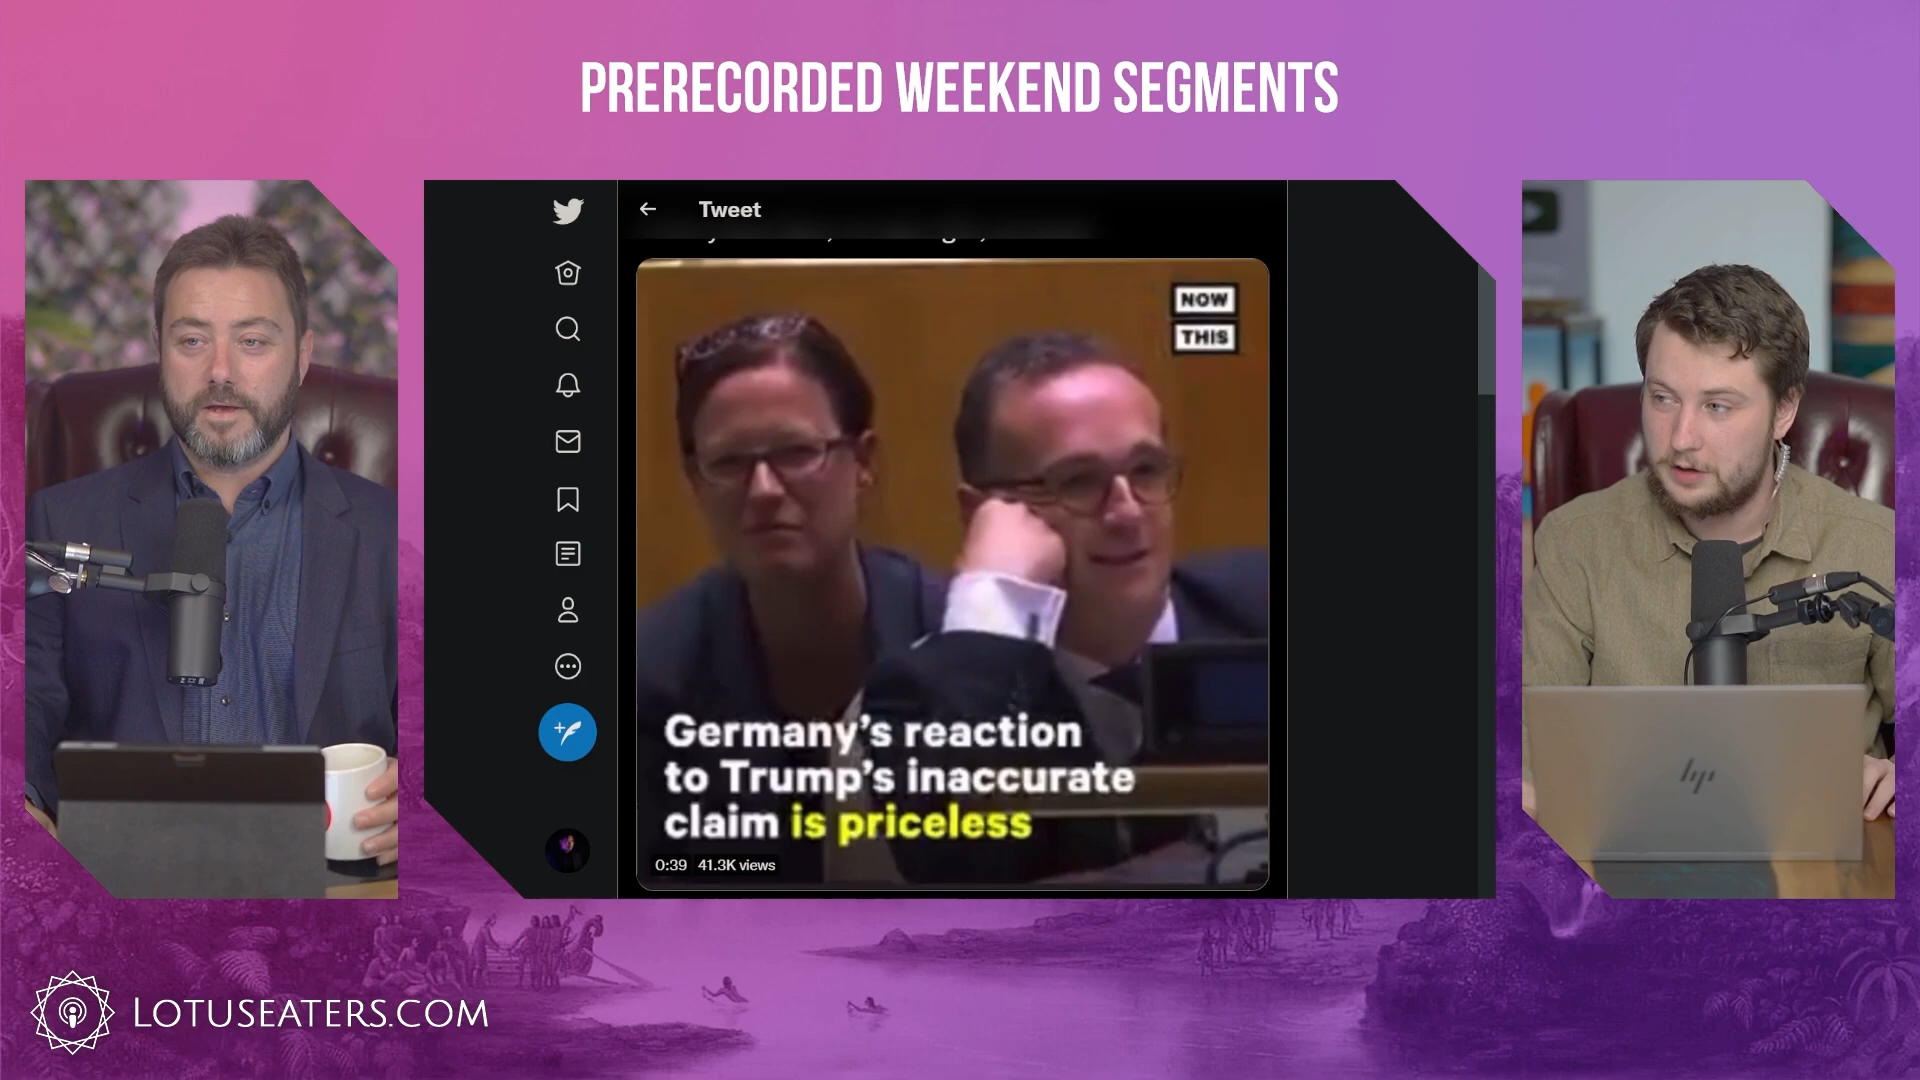 PRERECORDED WEEKEND SEGMENTS
Tweet
NOW
THIS
Germany's reaction
to Trump's inaccurate
claim is priceless
0:39 41.3K views
hp
LOTUSEATERS.COM